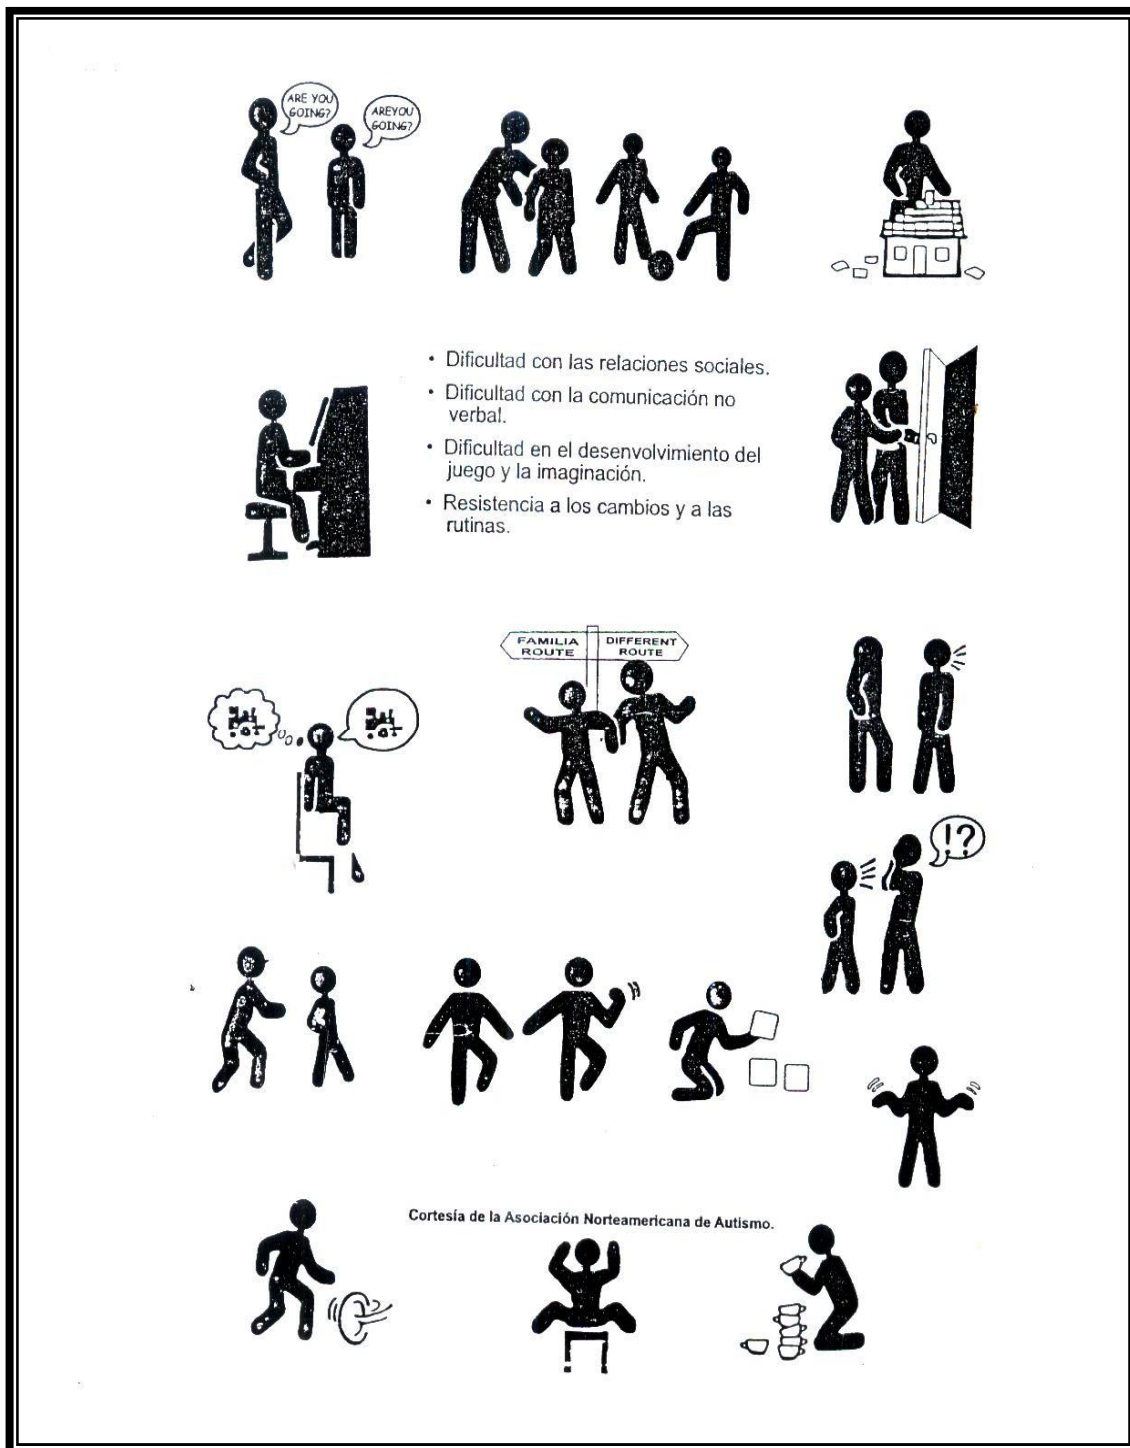 ARE YOU
GOING?
AREYOU
GOING?
• Dificultad con las relaciones sociales.
• Dificultad con la comunicación no
verbal.
• Dificultad en el desenvolvimiento del
juego y la imaginación.
• Resistencia a los cambios y a las
rutinas.
FAMILIA
ROUTE
DIFFERENT
ROUTE
!?
Cortesía de la Asociación Norteamericana de Autismo.